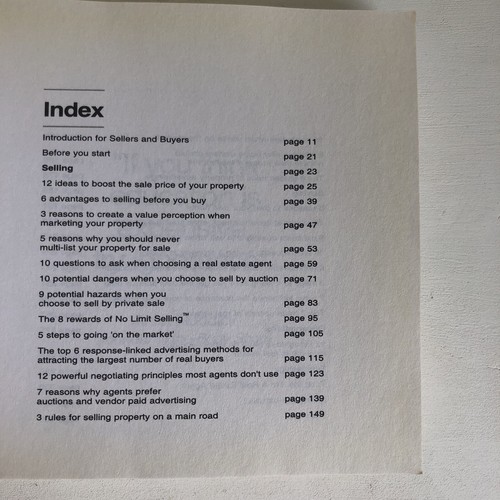 Index
Introduction for Sellers and Buyers page 11
Before you start page 21
Selling page 23
12 ideas to boost the sale price of your property page 25
6 advantages to selling before you buy page 39
3 reasons to create a value perception when
marketing your property page 47
5 reasons why you should never
multi-list your property for sale page 53
10 questions to ask when choosing a real estate agent page 59
10 potential dangers when you choose to sell by auction page 71
9 potential hazards when you
choose to sell by private sale page 83
The 8 rewards of No Limit Selling™ page 95
5 steps to going 'on the market' page 105
The top 6 response-linked advertising methods for
attracting the largest number of real buyers page 115
12 powerful negotiating principles most agents don't use page 123
7 reasons why agents prefer
auctions and vendor paid advertising page 139
3 rules for selling property on a main road page 149